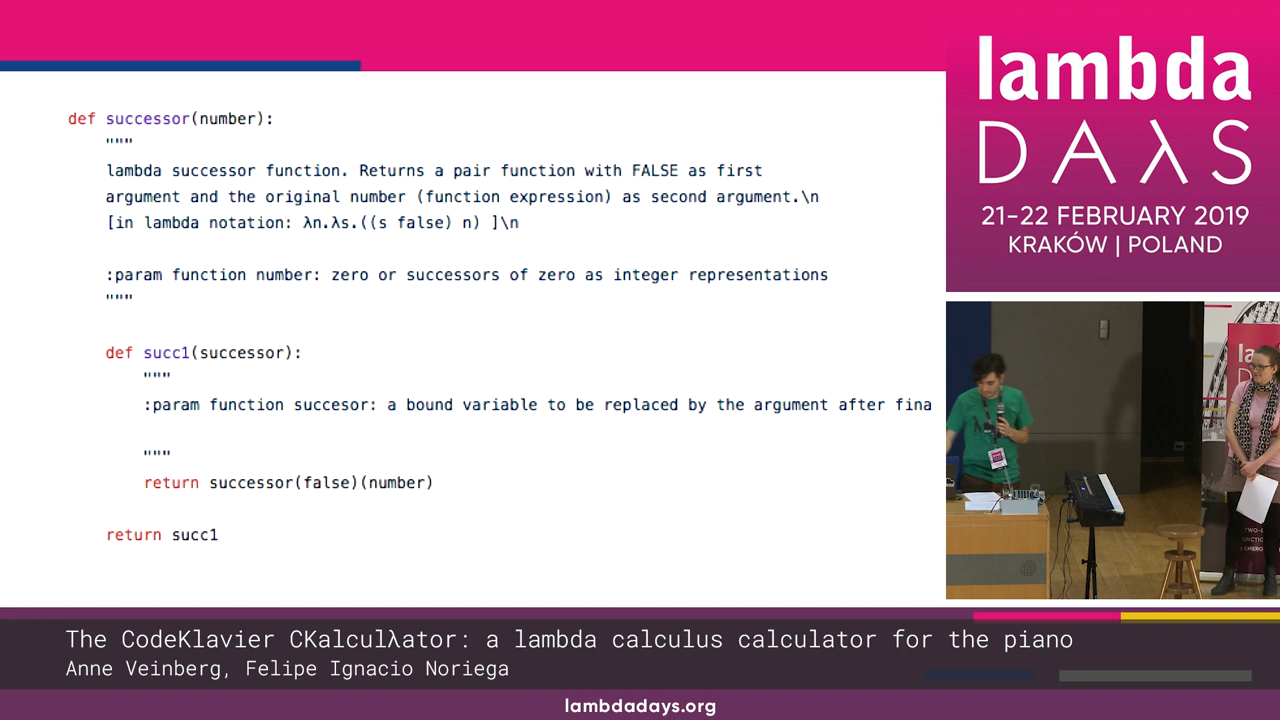 def successor(number):
"""
lambda successor function. Returns a pair function with FALSE as first
argument and the original number (function expression) as second argument.\n
[in lambda notation: λn.λs.((s false) n) ]\n
:param function number: zero or successors of zero as integer representations
"""
def succ1(successor):
"""
:param function succesor: a bound variable to be replaced by the argument after fina
"""
return successor(false)(number)
return succ1
lambda
DAλS
21–22 FEBRUARY 2019
KRAKÓW | POLAND
The CodeKlavier CKalculλator: a lambda calculus calculator for the piano
Anne Veinberg, Felipe Ignacio Noriega
lambdadays.org